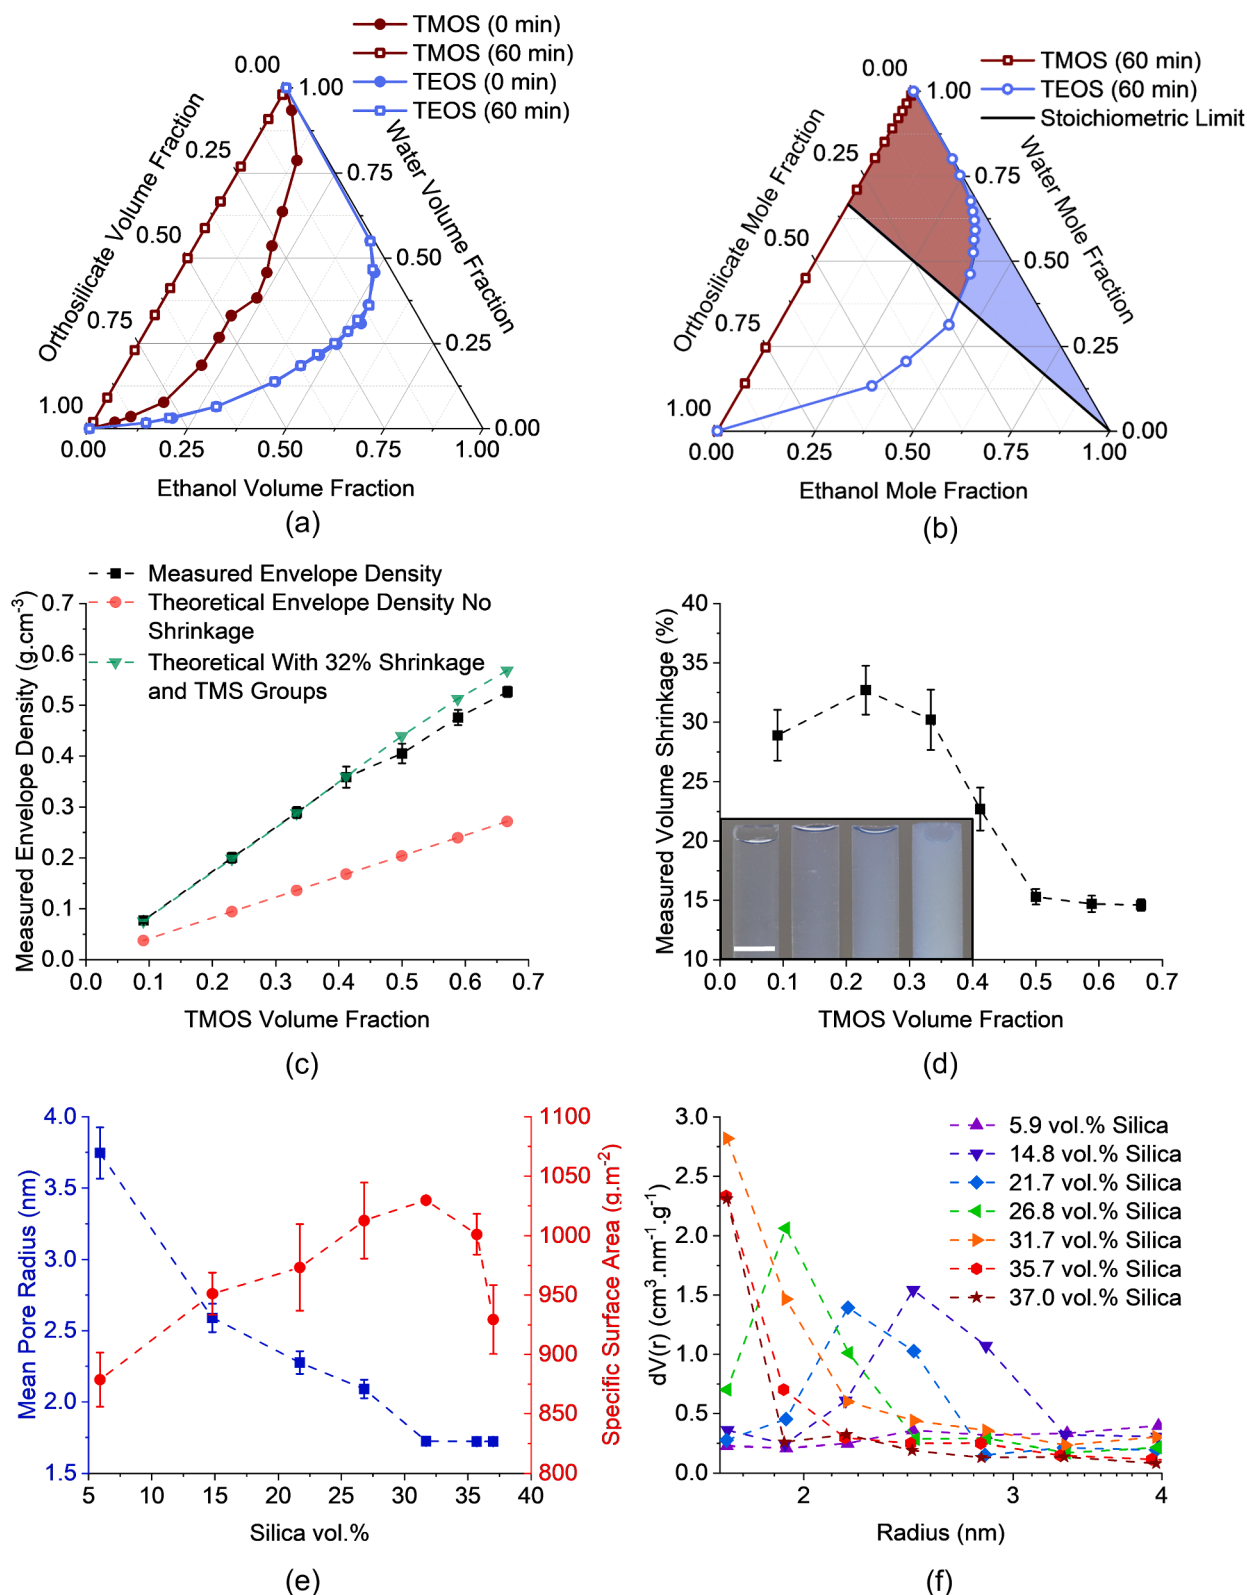 TMOS (0 min)
TMOS (60 min)
TEOS (0 min)
TEOS (60 min)
0.00
1.00
0.25
0.75
0.50
0.50
0.75
0.25
1.00
0.00
0.00
0.25
0.50
0.75
1.00
Orthosilicate Volume Fraction
Water Volume Fraction
Ethanol Volume Fraction
(a)
TMOS (60 min)
TEOS (60 min)
Stoichiometric Limit
0.00
1.00
0.25
0.75
0.50
0.50
0.75
0.25
1.00
0.00
0.00
0.25
0.50
0.75
1.00
Orthosilicate Mole Fraction
Water Mole Fraction
Ethanol Mole Fraction
(b)
Measured Envelope Density
Theoretical Envelope Density No
Shrinkage
Theoretical With 32% Shrinkage
and TMS Groups
Measured Envelope Density (g.cm⁻³)
0.7
0.6
0.5
0.4
0.3
0.2
0.1
0.0
0.0 0.1 0.2 0.3 0.4 0.5 0.6 0.7
TMOS Volume Fraction
(c)
Measured Volume Shrinkage (%)
40
35
30
25
20
15
10
0.0 0.1 0.2 0.3 0.4 0.5 0.6 0.7
TMOS Volume Fraction
(d)
Mean Pore Radius (nm)
4.0
3.5
3.0
2.5
2.0
1.5
Specific Surface Area (g.m⁻²)
1100
1050
1000
950
900
850
800
5 10 15 20 25 30 35 40
Silica vol.%
(e)
dV(r) (cm³.nm⁻¹.g⁻¹)
3.0
2.5
2.0
1.5
1.0
0.5
0.0
5.9 vol.% Silica
14.8 vol.% Silica
21.7 vol.% Silica
26.8 vol.% Silica
31.7 vol.% Silica
35.7 vol.% Silica
37.0 vol.% Silica
2 3 4
Radius (nm)
(f)